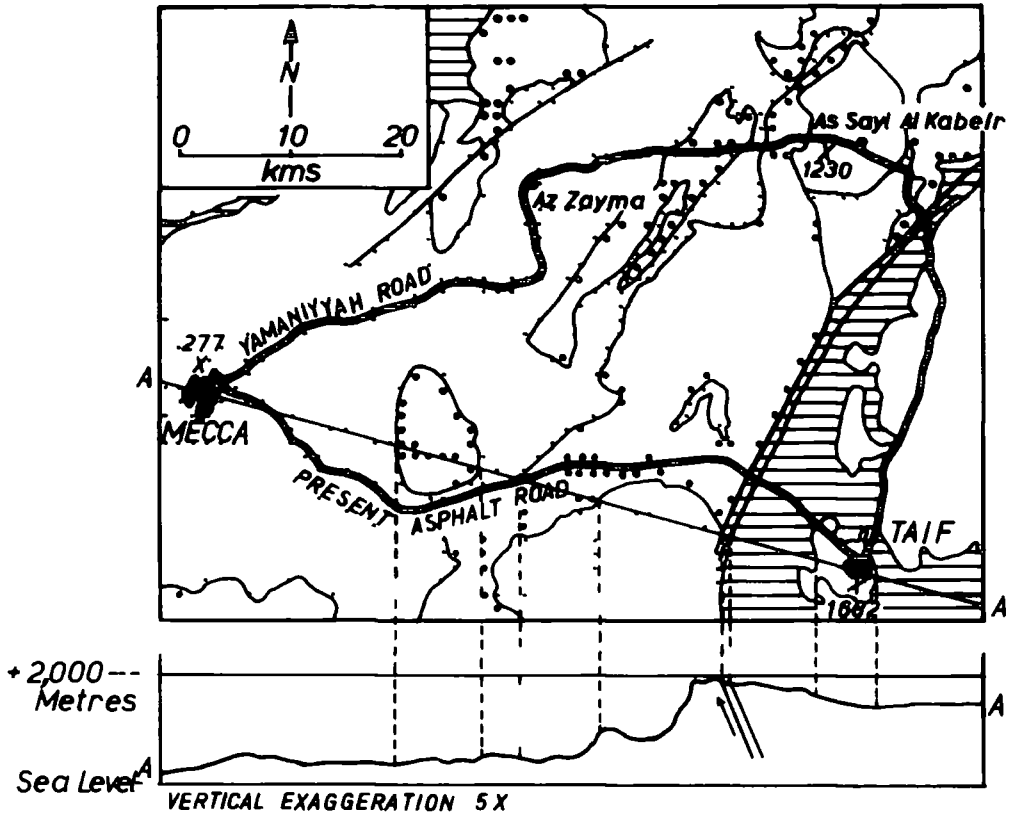 N
0 10 20
kms
As Sayl Al Kabeir
1230
Az Zayma
YAMANIYYAH ROAD
277
X
A
MECCA
PRESENT ASPHALT ROAD
TAIF
X
1682
A
+ 2,000 ---
Metres
A
A
Sea Level
VERTICAL EXAGGERATION 5X